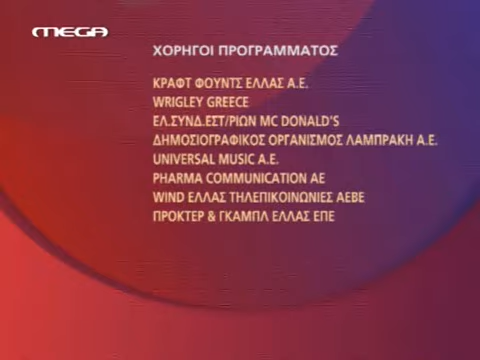 MEGA
ΧΟΡΗΓΟΙ ΠΡΟΓΡΑΜΜΑΤΟΣ
ΚΡΑΦΤ ΦΟΥΝΤΣ ΕΛΛΑΣ Α.Ε.
WRIGLEY GREECE
ΕΛ.ΣΥΝΔ.ΕΣΤ/ΡΙΩΝ MC DONALD'S
ΔΗΜΟΣΙΟΓΡΑΦΙΚΟΣ ΟΡΓΑΝΙΣΜΟΣ ΛΑΜΠΡΑΚΗ Α.Ε.
UNIVERSAL MUSIC A.E.
PHARMA COMMUNICATION AE
WIND ΕΛΛΑΣ ΤΗΛΕΠΙΚΟΙΝΩΝΙΕΣ ΑΕΒΕ
ΠΡΟΚΤΕΡ & ΓΚΑΜΠΛ ΕΛΛΑΣ ΕΠΕ